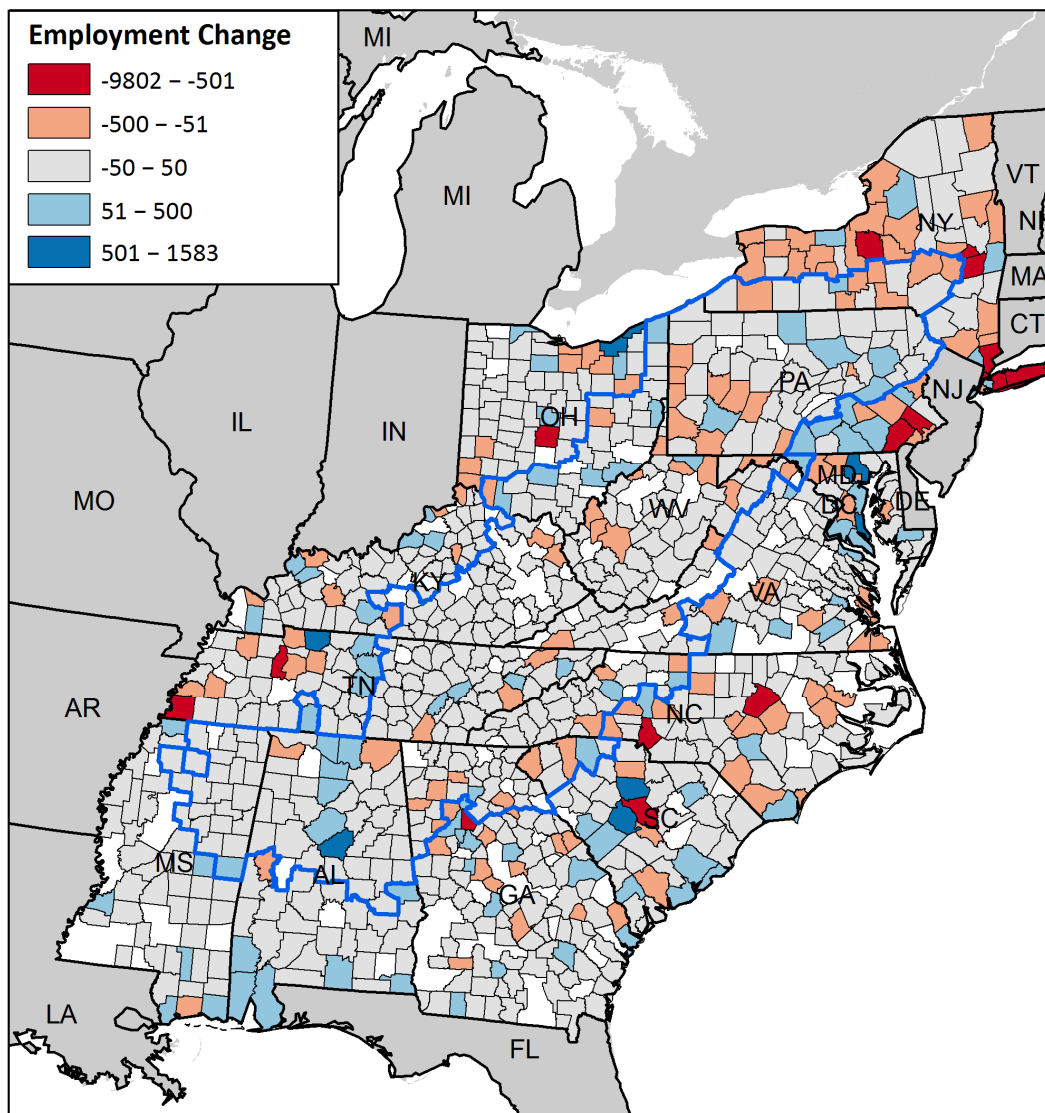 Employment Change
-9802 – -501
-500 – -51
-50 – 50
51 – 500
501 – 1583
MI
MI
VT
NY
NI
MA
CT
PA
NJ
OH
IL
IN
MD
DC
DE
WV
MO
KY
VA
TN
NC
AR
SC
MS
AL
GA
LA
FL